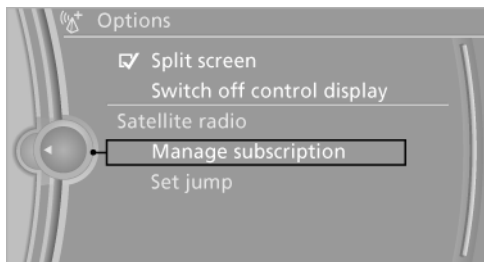 Options
Split screen
Switch off control display
Satellite radio
Manage subscription
Set jump